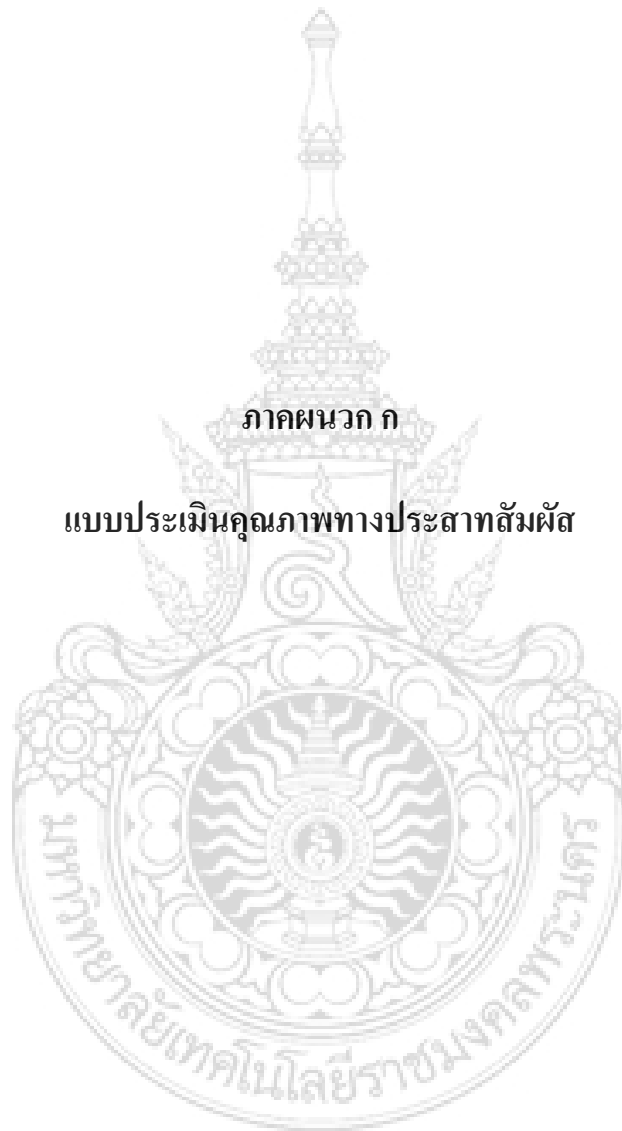 ภาคผนวก ก
แบบประเมินคุณภาพทางประสาทสัมผัส
มหาวิทยาลัยเทคโนโลยีราชมงคลพระนคร